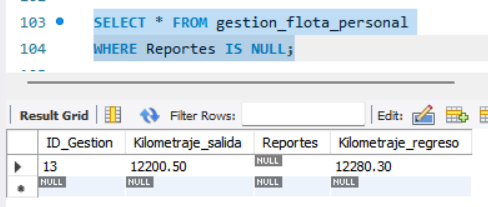 103 SELECT * FROM gestion_flota_personal
104 WHERE Reportes IS NULL;
Result Grid Filter Rows: Edit:
ID_Gestion Kilometraje_salida Reportes Kilometraje_regreso
13 12200.50 NULL 12280.30
NULL NULL NULL NULL